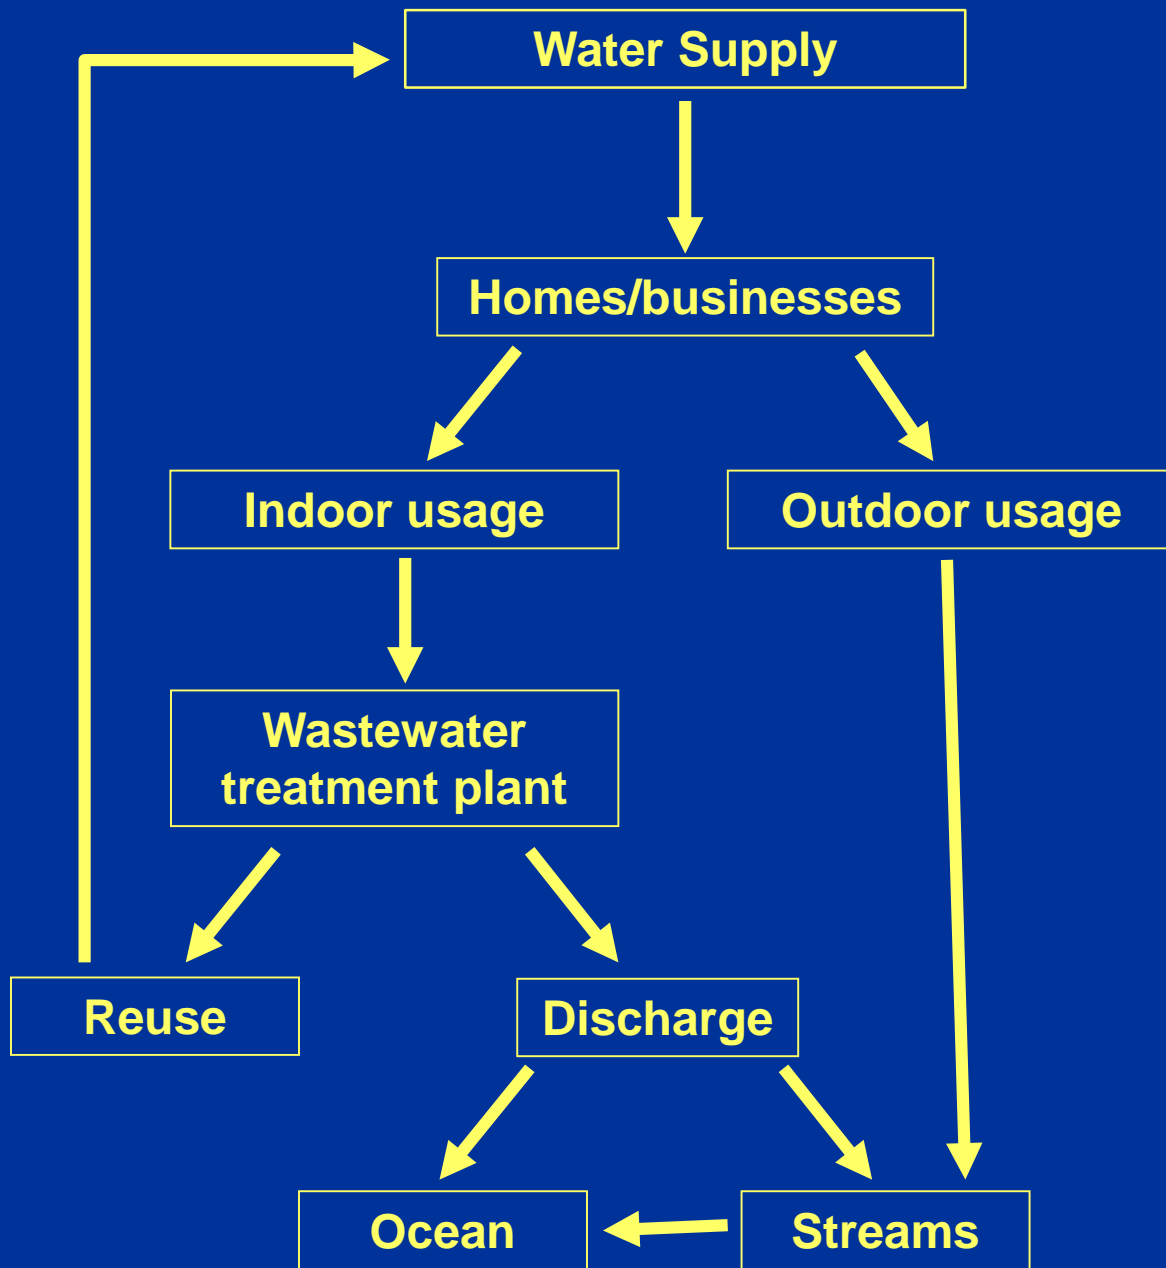 Water Supply
Homes/businesses
Indoor usage
Outdoor usage
Wastewater
treatment plant
Reuse
Discharge
Ocean
Streams